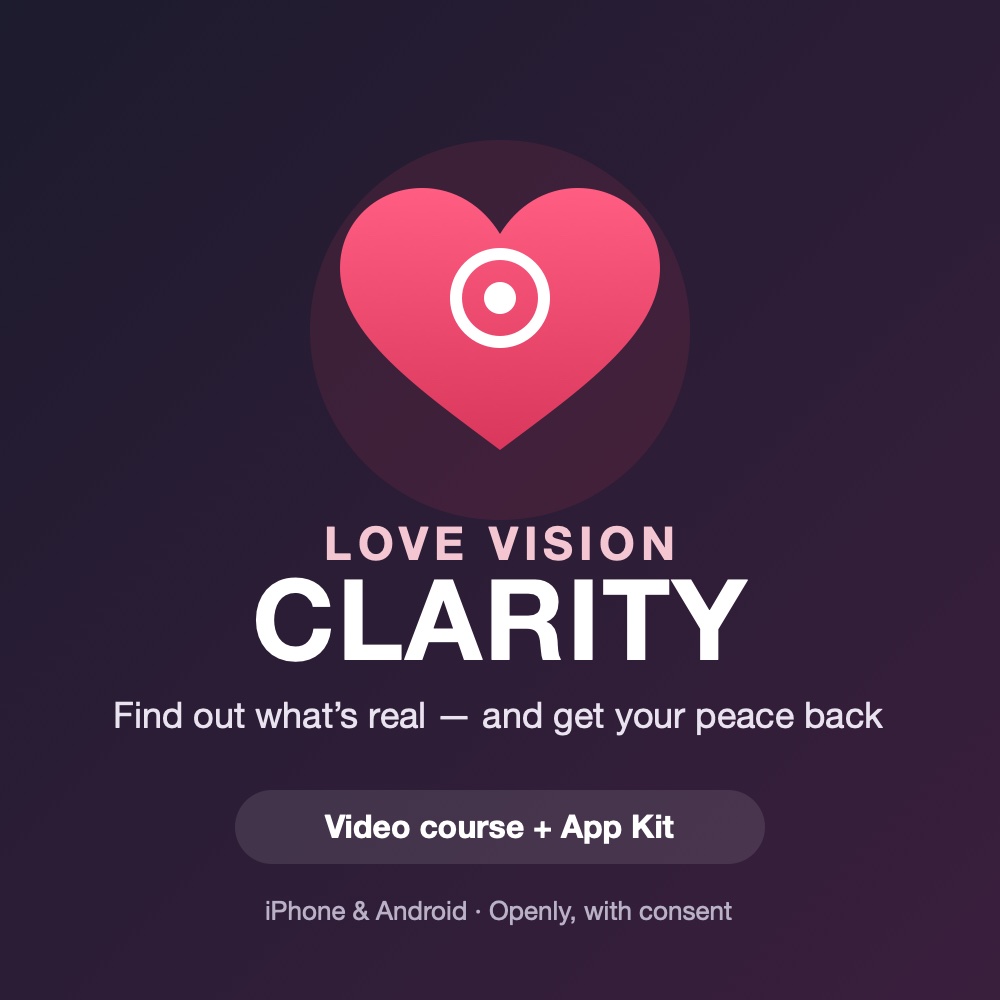 LOVE VISION
CLARITY
Find out what’s real — and get your peace back
Video course + App Kit
iPhone & Android · Openly, with consent